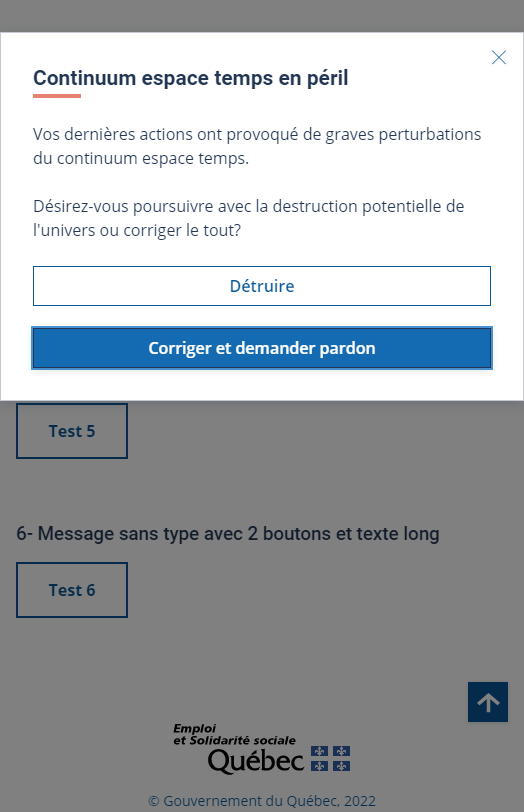 Continuum espace temps en péril
Vos dernières actions ont provoqué de graves perturbations
du continuum espace temps.
Désirez-vous poursuivre avec la destruction potentielle de
l'univers ou corriger le tout?
Détruire
Corriger et demander pardon
Test 5
6- Message sans type avec 2 boutons et texte long
Test 6
Emploi
et Solidarité sociale
Québec
© Gouvernement du Québec, 2022